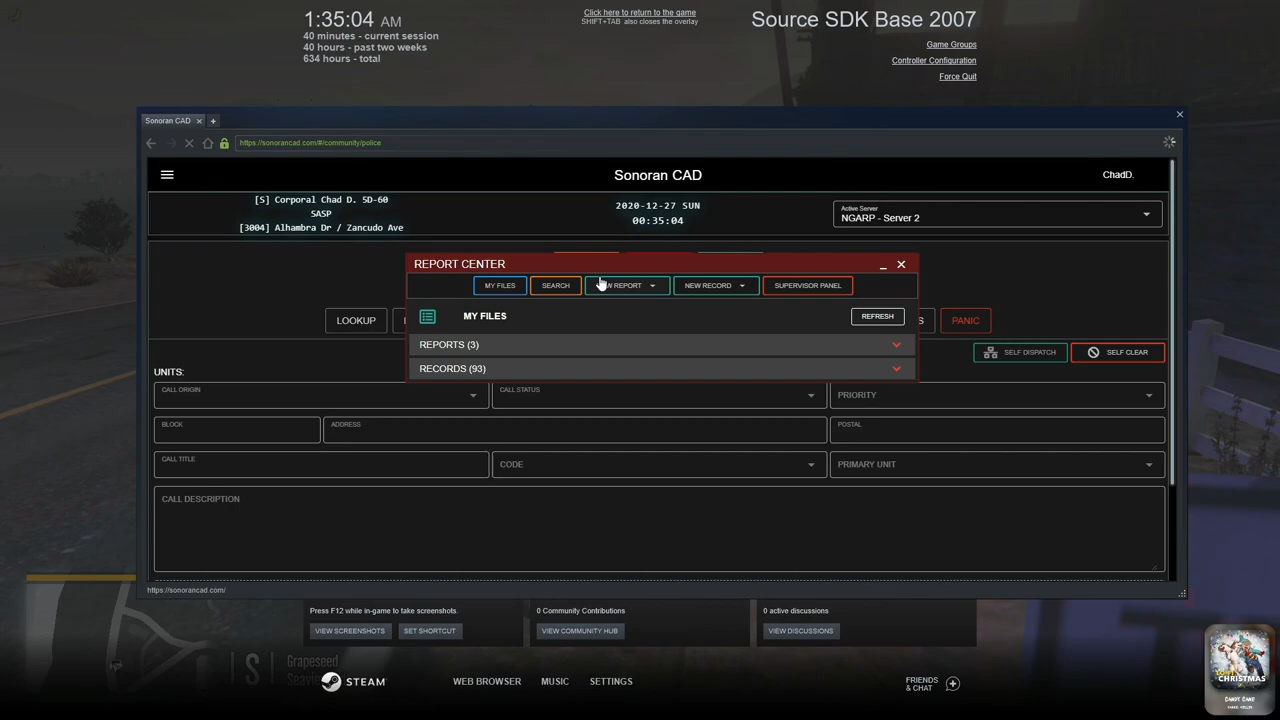 1:35:04 AM
40 minutes - current session
40 hours - past two weeks
634 hours - total
Click here to return to the game
SHIFT+TAB also closes the overlay
Source SDK Base 2007
Game Groups
Controller Configuration
Force Quit
Sonoran CAD
https://sonorancad.com/#/community/police
Sonoran CAD
ChadD.
[S] Corporal Chad D. 5D-60
SASP
[3004] Alhambra Dr / Zancudo Ave
2020-12-27 SUN
00:35:04
Active Server
NGARP - Server 2
REPORT CENTER
MY FILES
SEARCH
REPORT
NEW RECORD
SUPERVISOR PANEL
MY FILES
REFRESH
REPORTS (3)
RECORDS (93)
LOOKUP
PANIC
SELF DISPATCH
SELF CLEAR
UNITS:
CALL ORIGIN
CALL STATUS
PRIORITY
BLOCK
ADDRESS
POSTAL
CALL TITLE
CODE
PRIMARY UNIT
CALL DESCRIPTION
https://sonorancad.com/
Press F12 while in-game to take screenshots.
VIEW SCREENSHOTS
SET SHORTCUT
0 Community Contributions
VIEW COMMUNITY HUB
0 active discussions
VIEW DISCUSSIONS
| S | Grapeseed
STEAM
WEB BROWSER
MUSIC
SETTINGS
FRIENDS
& CHAT
CHRISTMAS
CANDY CANE